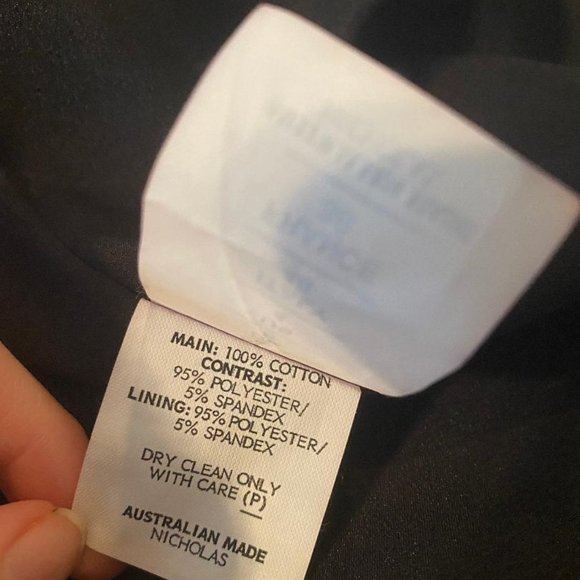 MAIN: 100% COTTON
CONTRAST:
95% POLYESTER/
5% SPANDEX
LINING: 95% POLYESTER/
5% SPANDEX
DRY CLEAN ONLY
WITH CARE (P)
AUSTRALIAN MADE
NICHOLAS